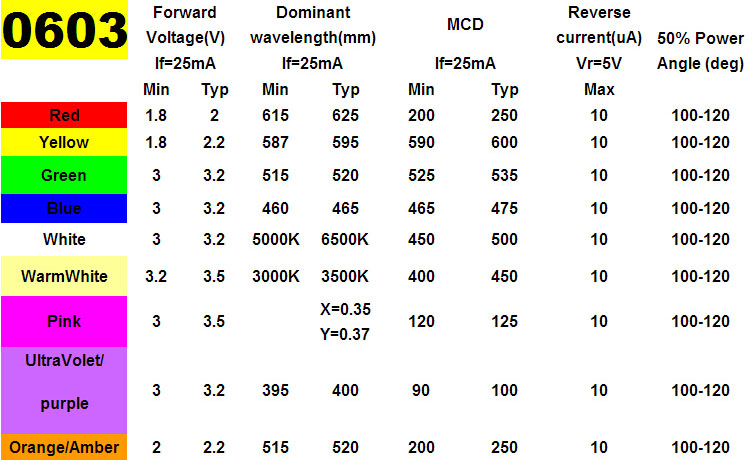 0603 Forward Voltage(V) Dominant wavelength(mm) MCD Reverse current(uA) 50% Power Angle (deg)
If=25mA If=25mA If=25mA Vr=5V
Min Typ Min Typ Min Typ Max
Red 1.8 2 615 625 200 250 10 100-120
Yellow 1.8 2.2 587 595 590 600 10 100-120
Green 3 3.2 515 520 525 535 10 100-120
Blue 3 3.2 460 465 465 475 10 100-120
White 3 3.2 5000K 6500K 450 500 10 100-120
WarmWhite 3.2 3.5 3000K 3500K 400 450 10 100-120
Pink 3 3.5 X=0.35 Y=0.37 120 125 10 100-120
UltraVolet/
purple 3 3.2 395 400 90 100 10 100-120
Orange/Amber 2 2.2 515 520 200 250 10 100-120